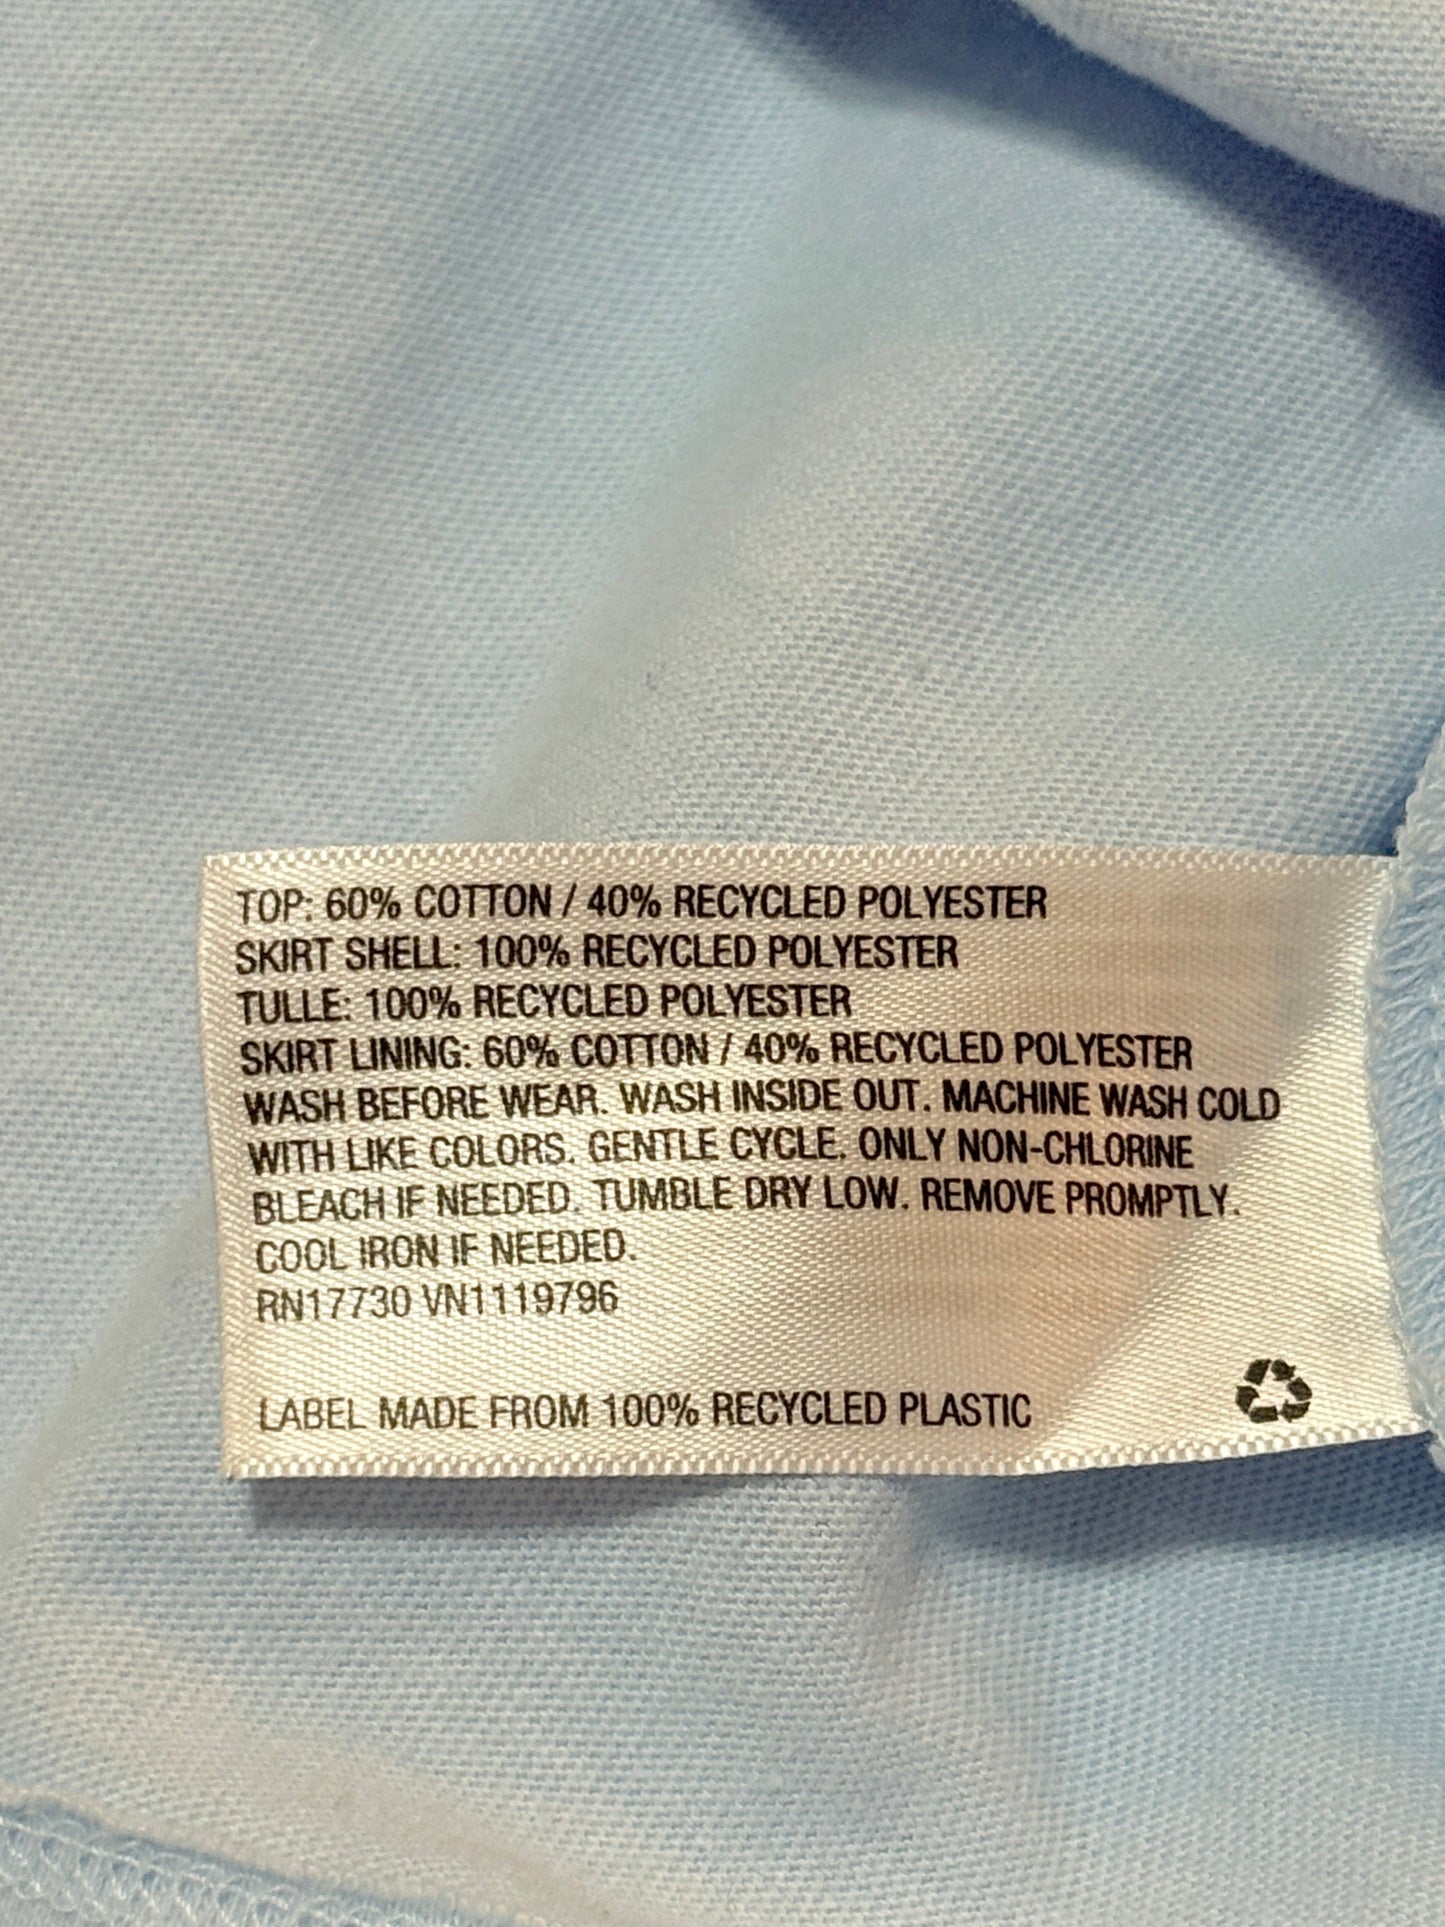 TOP: 60% COTTON / 40% RECYCLED POLYESTER
SKIRT SHELL: 100% RECYCLED POLYESTER
TULLE: 100% RECYCLED POLYESTER
SKIRT LINING: 60% COTTON / 40% RECYCLED POLYESTER
WASH BEFORE WEAR. WASH INSIDE OUT. MACHINE WASH COLD
WITH LIKE COLORS. GENTLE CYCLE. ONLY NON-CHLORINE
BLEACH IF NEEDED. TUMBLE DRY LOW. REMOVE PROMPTLY.
COOL IRON IF NEEDED.
RN17730 VN1119796
LABEL MADE FROM 100% RECYCLED PLASTIC